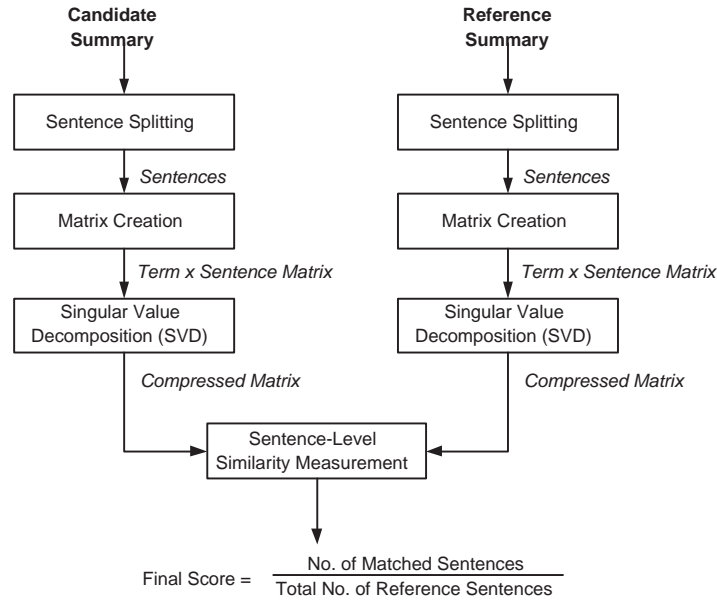 Candidate
Summary
Sentence Splitting
Sentences
Matrix Creation
Term x Sentence Matrix
Singular Value
Decomposition (SVD)
Compressed Matrix
Reference
Summary
Sentence Splitting
Sentences
Matrix Creation
Term x Sentence Matrix
Singular Value
Decomposition (SVD)
Compressed Matrix
Sentence-Level
Similarity Measurement
Final Score =
No. of Matched Sentences
Total No. of Reference Sentences